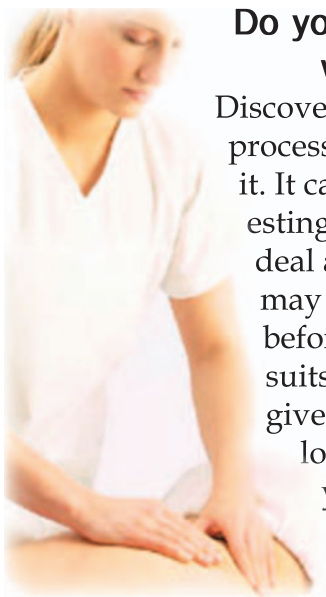 Do yo
Discove
process
it. It ca
esting
deal a
may
befor
suits
give
lo
y